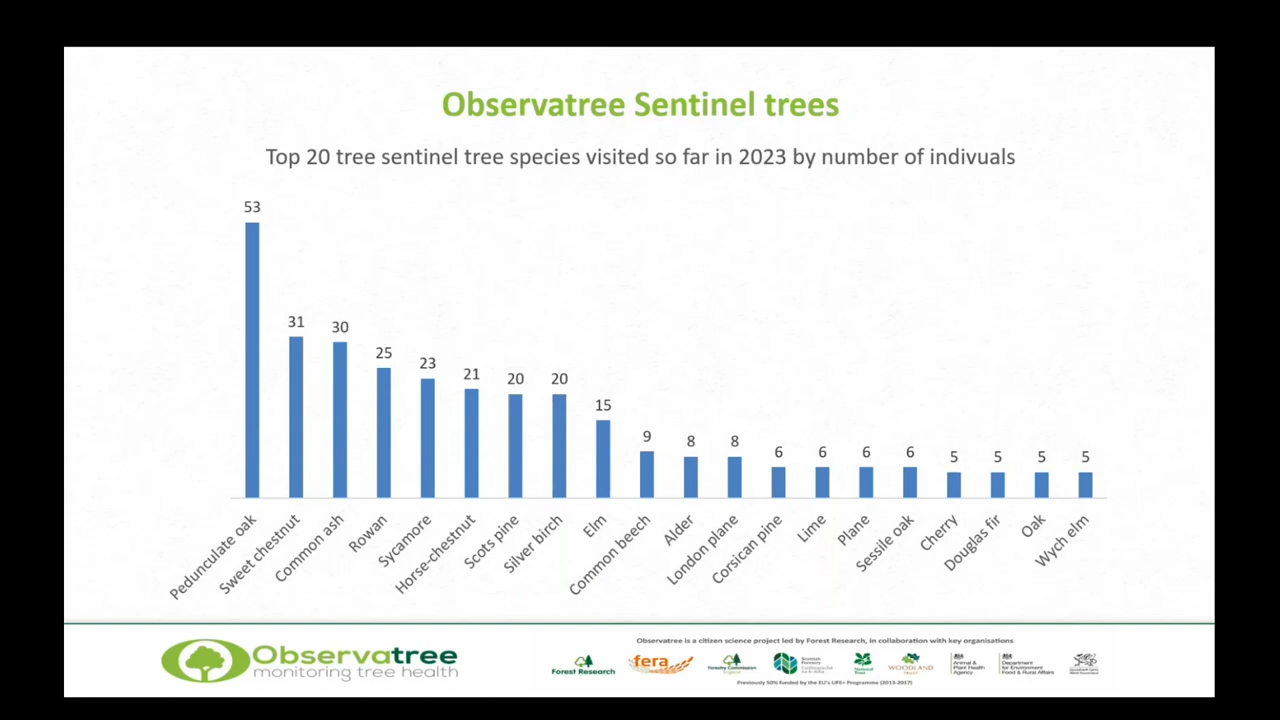 Observatree Sentinel trees
Top 20 tree sentinel tree species visited so far in 2023 by number of indivuals
53
31
30
25
23
21
20
20
15
9
8
8
6
6
6
6
5
5
5
5
Pedunculate oak
Sweet chestnut
Common ash
Rowan
Sycamore
Horse-chestnut
Scots pine
Silver birch
Elm
Common beech
Alder
London plane
Corsican pine
Lime
Plane
Sessile oak
Cherry
Douglas fir
Oak
Wych elm
Observatree is a citizen science project led by Forest Research, in collaboration with key organisations
Observatree
monitoring tree health
Forest Research
fera
Forestry Commission
England
Scottish
Forestry
National
Trust
WOODLAND
TRUST
Animal &
Plant Health
Agency
Department
for Environment
Food & Rural Affairs
Previously 50% funded by the EU's LIFE+ Programme (2013-2017)